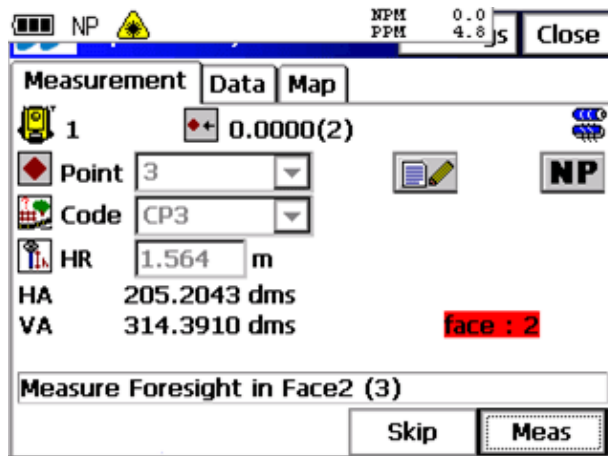 NP NPM 0.0
PPM 4.8
Close
Measurement Data Map
1 0.0000(2)
Point 3
NP
Code CP3
HR 1.564 m
HA 205.2043 dms
VA 314.3910 dms face : 2
Measure Foresight in Face2 (3)
Skip Meas